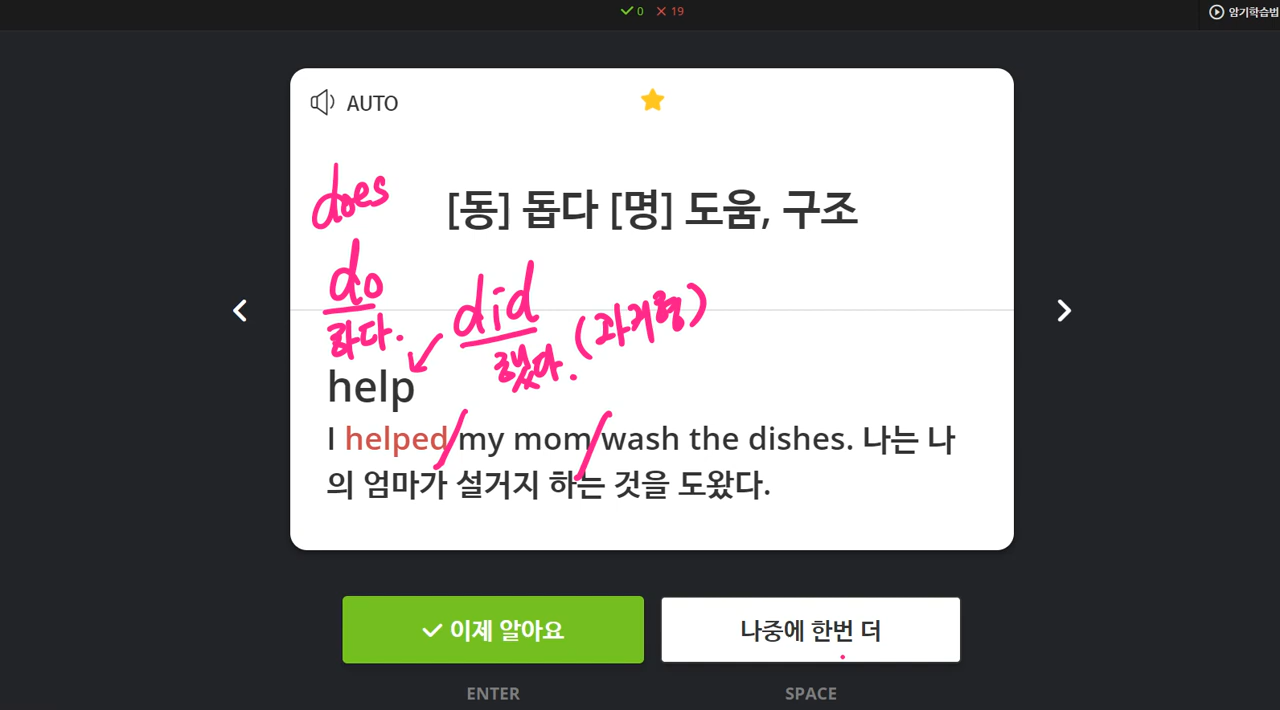 0 19
암기학습법
AUTO
does
[동] 돕다 [명] 도움, 구조
do
하다.
did
했다. (과거형)
help
I helped my mom wash the dishes. 나는 나
의 엄마가 설거지 하는 것을 도왔다.
이제 알아요
나중에 한번 더
ENTER
SPACE